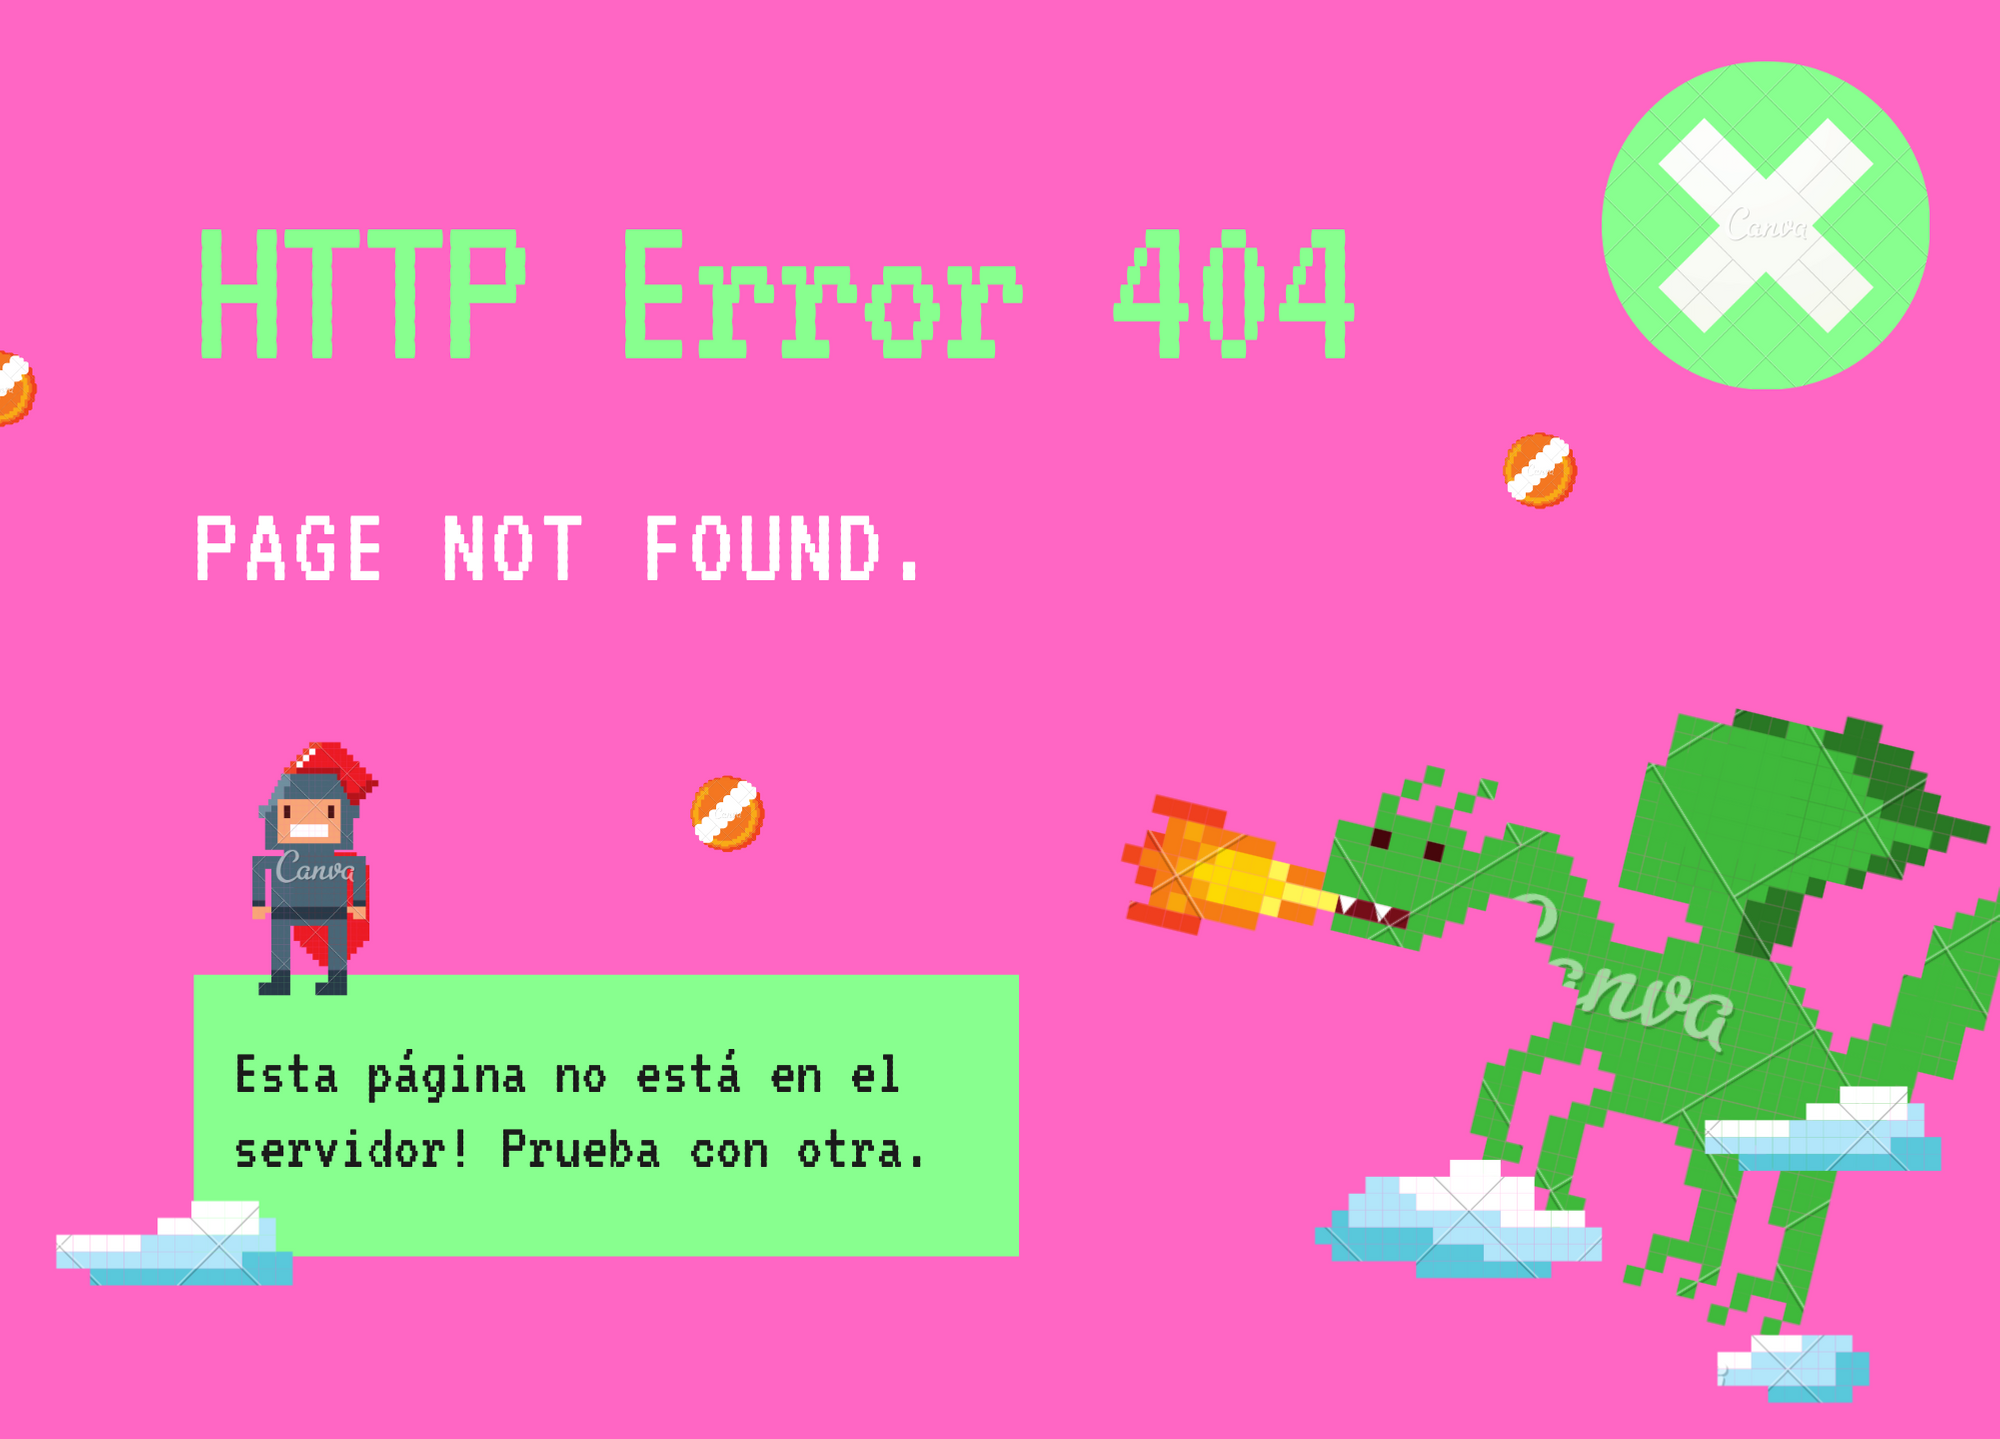 HTTP Error 404
PAGE NOT FOUND.
Canva
Canva
Canva
Esta página no está en el
servidor! Prueba con otra.